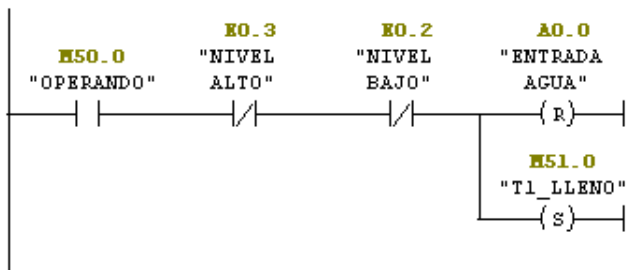 E0.3 E0.2 A0.0
M50.0 "NIVEL "NIVEL "ENTRADA
"OPERANDO" ALTO" BAJO" AGUA"
R
M51.0
"T1_LLENO"
S